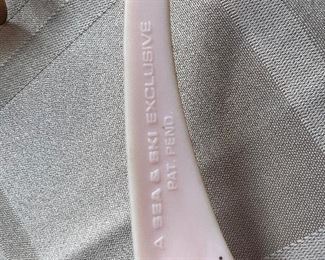 A SEA & SKI EXCLUSIVE
PAT. PEND.